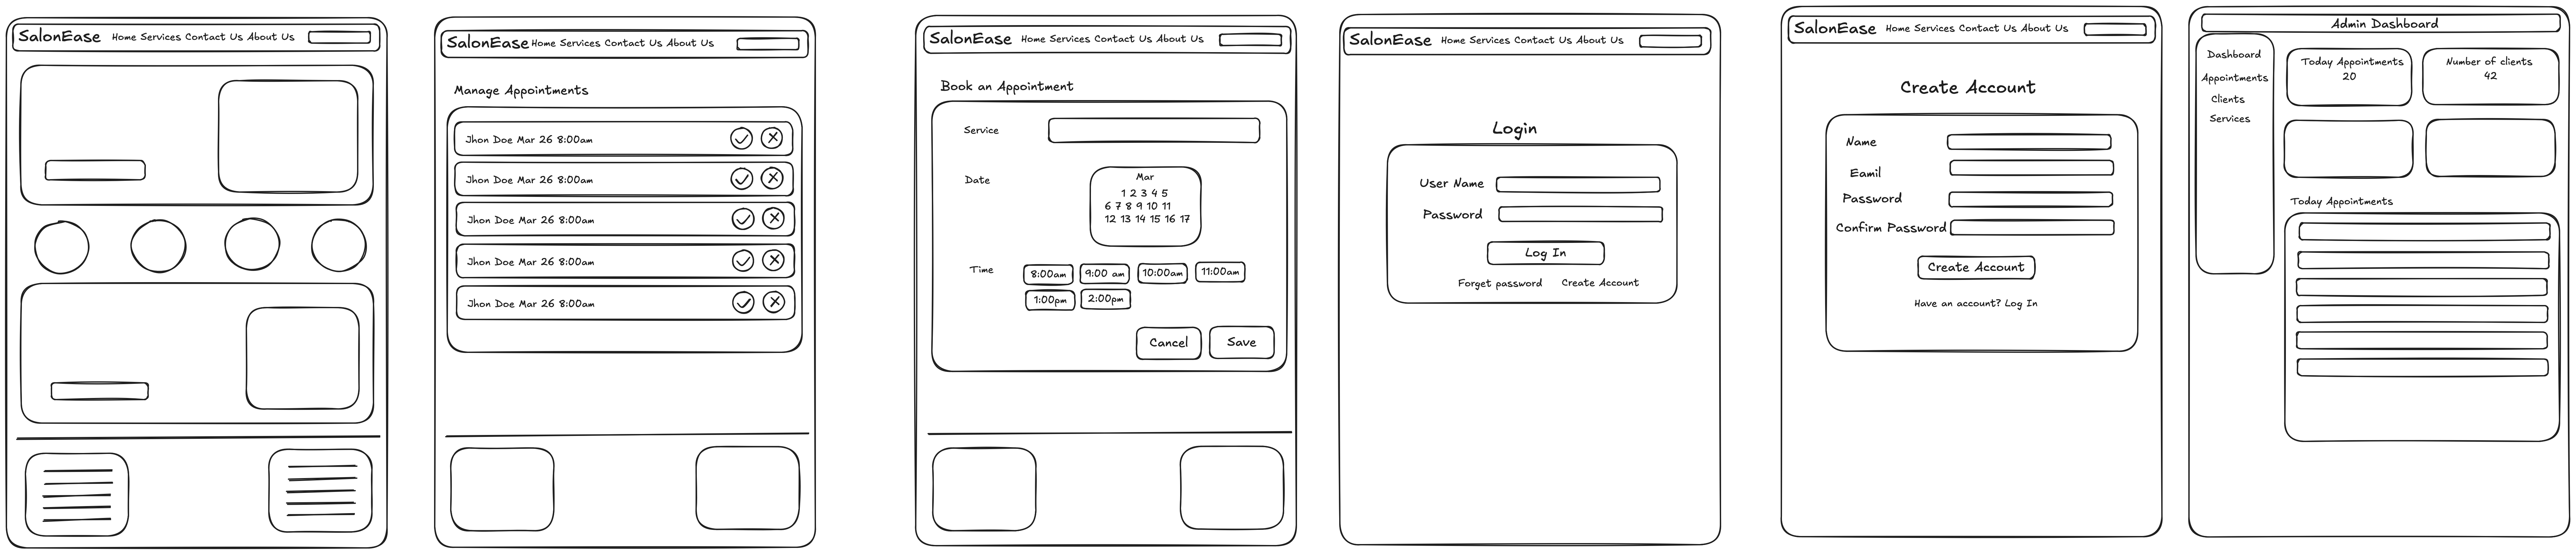 SalonEase Home Services Contact Us About Us
SalonEase Home Services Contact Us About Us
Manage Appointments
Jhon Doe Mar 26 8:00am
Jhon Doe Mar 26 8:00am
Jhon Doe Mar 26 8:00am
Jhon Doe Mar 26 8:00am
Jhon Doe Mar 26 8:00am
SalonEase Home Services Contact Us About Us
Book an Appointment
Service
Date
Mar
1 2 3 4 5
6 7 8 9 10 11
12 13 14 15 16 17
Time
8:00am 9:00 am 10:00am 11:00am
1:00pm 2:00pm
Cancel Save
SalonEase Home Services Contact Us About Us
Login
User Name
Password
Log In
Forget password Create Account
SalonEase Home Services Contact Us About Us
Create Account
Name
Eamil
Password
Confirm Password
Create Account
Have an account? Log In
Admin Dashboard
Dashboard
Appointments
Clients
Services
Today Appointments
20
Number of clients
42
Today Appointments